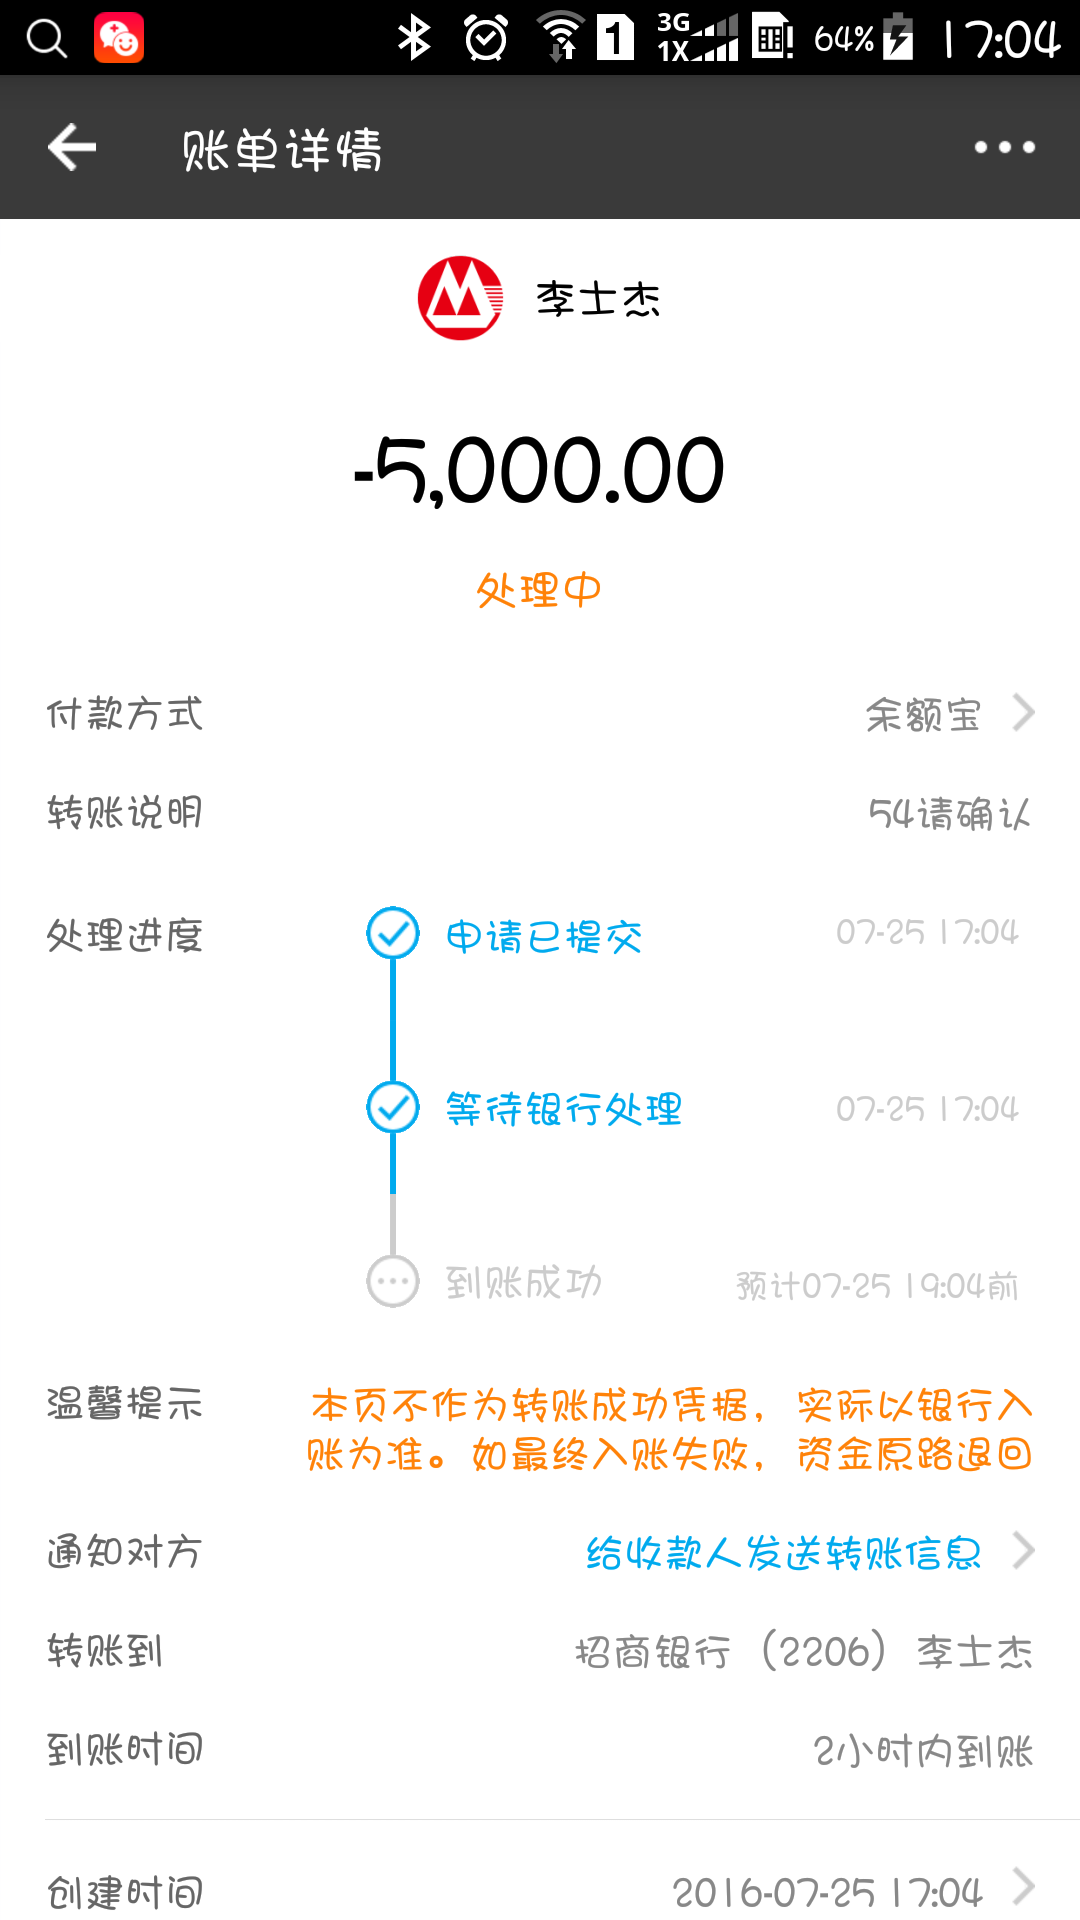 1 3G 1X 64% 17:04
账单详情
李士杰
-5,000.00
处理中
付款方式 余额宝
转账说明 54请确认
处理进度 申请已提交 07-25 17:04
等待银行处理 07-25 17:04
到账成功 预计07-25 19:04前
温馨提示 本页不作为转账成功凭据，实际以银行入
账为准。如最终入账失败，资金原路退回
通知对方 给收款人发送转账信息
转账到 招商银行（2206）李士杰
到账时间 2小时内到账
创建时间 2016-07-25 17:04